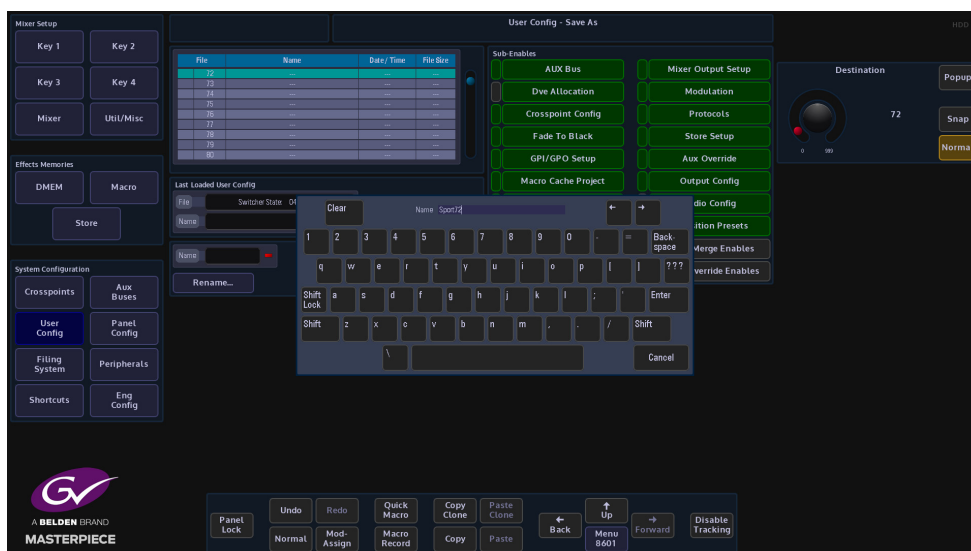 Mixer Setup
User Config - Save As
HDD
Key 1
Key 2
Key 3
Key 4
Mixer
Util/Misc
File Name Date / Time File Size
72 --- --- ---
73 --- --- ---
74 --- --- ---
75 --- --- ---
76 --- --- ---
77 --- --- ---
78 --- --- ---
79 --- --- ---
80 --- --- ---
Sub-Enables
AUX Bus
Mixer Output Setup
Dve Allocation
Modulation
Crosspoint Config
Protocols
Fade To Black
Store Setup
GPI/GPO Setup
Aux Override
Macro Cache Project
Output Config
dio Config
ition Presets
Merge Enables
verride Enables
Destination
72
0 999
Popup
Snap
Norma
Effects Memories
DMEM
Macro
Store
Last Loaded User Config
File
Switcher State: 04
Name
Name
Rename...
Clear
Name Sport72
← →
1 2 3 4 5 6 7 8 9 0 - = Back-
space
q w e r t y u i o p [ ] ???
Shift
Lock a s d f g h j k l ; ' Enter
Shift z x c v b n m , . / Shift
\
Cancel
System Configuration
Crosspoints
Aux
Buses
User
Config
Panel
Config
Filing
System
Peripherals
Shortcuts
Eng
Config
GV
A BELDEN BRAND
MASTERPIECE
Panel
Lock
Undo
Redo
Normal
Mod-
Assign
Quick
Macro
Macro
Record
Copy
Clone
Paste
Clone
Copy
Paste
←
Back
↑
Up
Menu
8601
→
Forward
Disable
Tracking